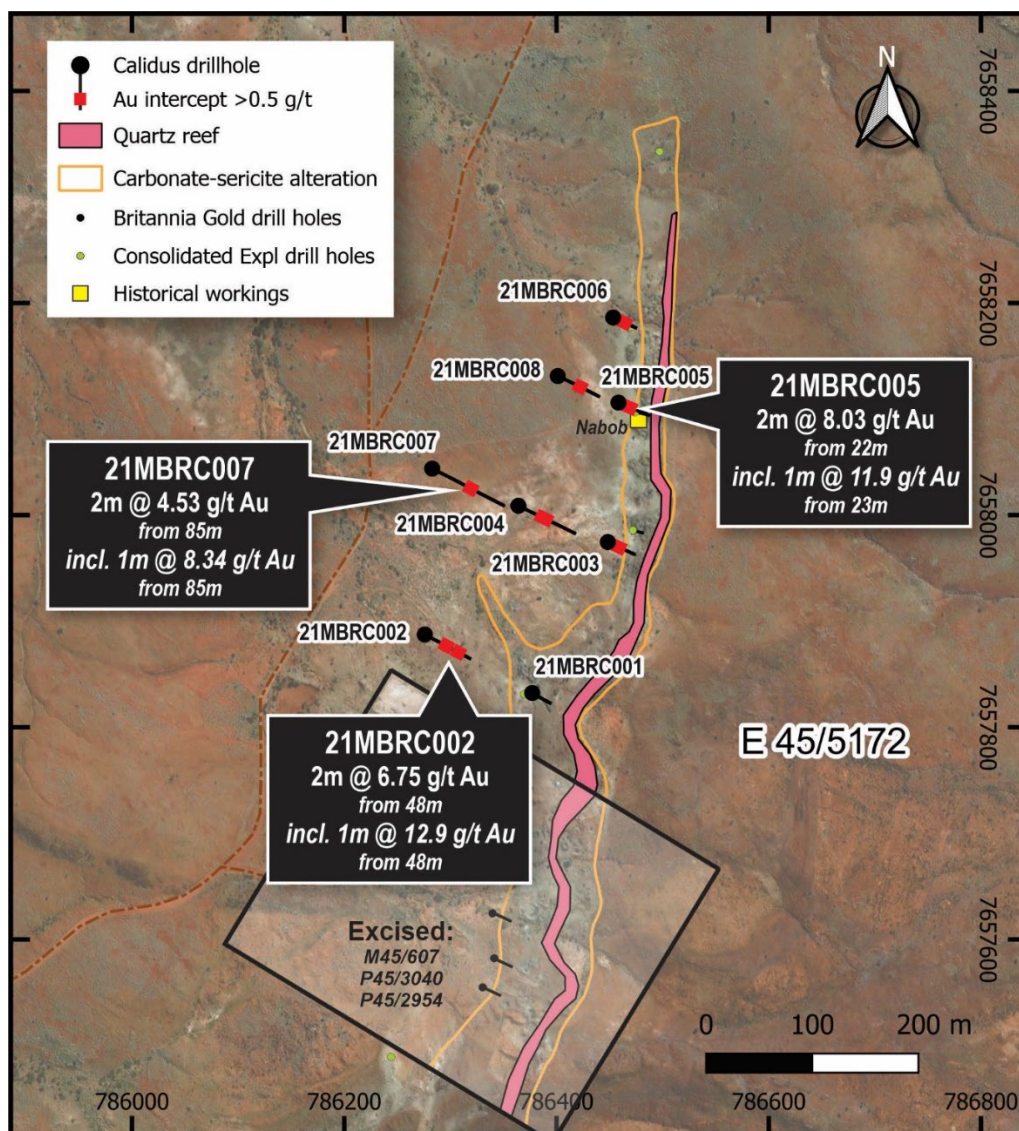 Calidus drillhole
Au intercept >0.5 g/t
Quartz reef
Carbonate-sericite alteration
Britannia Gold drill holes
Consolidated Expl drill holes
Historical workings
N
7658400
7658200
7658000
7657800
7657600
21MBRC006
21MBRC008
21MBRC005
Nabob
21MBRC005
2m @ 8.03 g/t Au
from 22m
incl. 1m @ 11.9 g/t Au
from 23m
21MBRC007
21MBRC007
2m @ 4.53 g/t Au
from 85m
incl. 1m @ 8.34 g/t Au
from 85m
21MBRC004
21MBRC003
21MBRC002
21MBRC001
21MBRC002
2m @ 6.75 g/t Au
from 48m
incl. 1m @ 12.9 g/t Au
from 48m
E 45/5172
Excised:
M45/607
P45/3040
P45/2954
0 100 200 m
786000 786200 786400 786600 786800